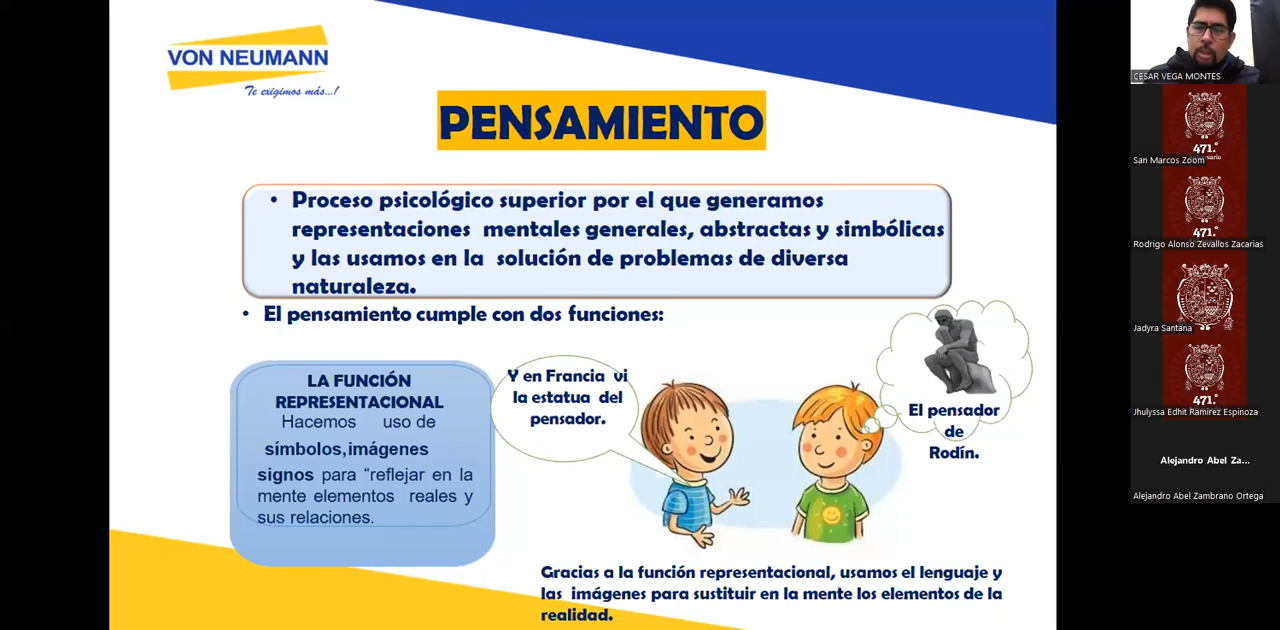 VON NEUMANN
Te exigimos más...!
PENSAMIENTO
• Proceso psicológico superior por el que generamos
representaciones mentales generales, abstractas y simbólicas
y las usamos en la solución de problemas de diversa
naturaleza.
• El pensamiento cumple con dos funciones:
LA FUNCIÓN
REPRESENTACIONAL
Hacemos uso de
símbolos,imágenes
signos para “reflejar en la
mente elementos reales y
sus relaciones.
Y en Francia vi
la estatua del
pensador.
El pensador
de
Rodín.
Gracias a la función representacional, usamos el lenguaje y
las imágenes para sustituir en la mente los elementos de la
realidad.
CESAR VEGA MONTES
471.°
San Marcos Zoom
471.°
Rodrigo Alonso Zevallos Zacarias
Jadyra Santana
471.°
Jhulyssa Edhit Ramirez Espinoza
Alejandro Abel Za...
Alejandro Abel Zambrano Ortega